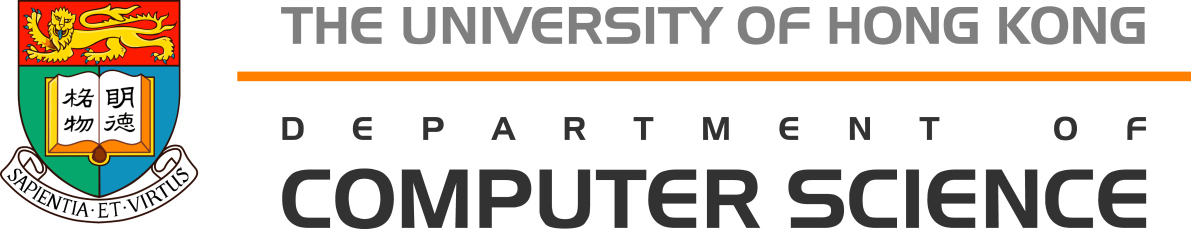 THE UNIVERSITY OF HONG KONG
DEPARTMENT OF
COMPUTER SCIENCE
明德
格物
SAPIENTIA·ET·VIRTUS